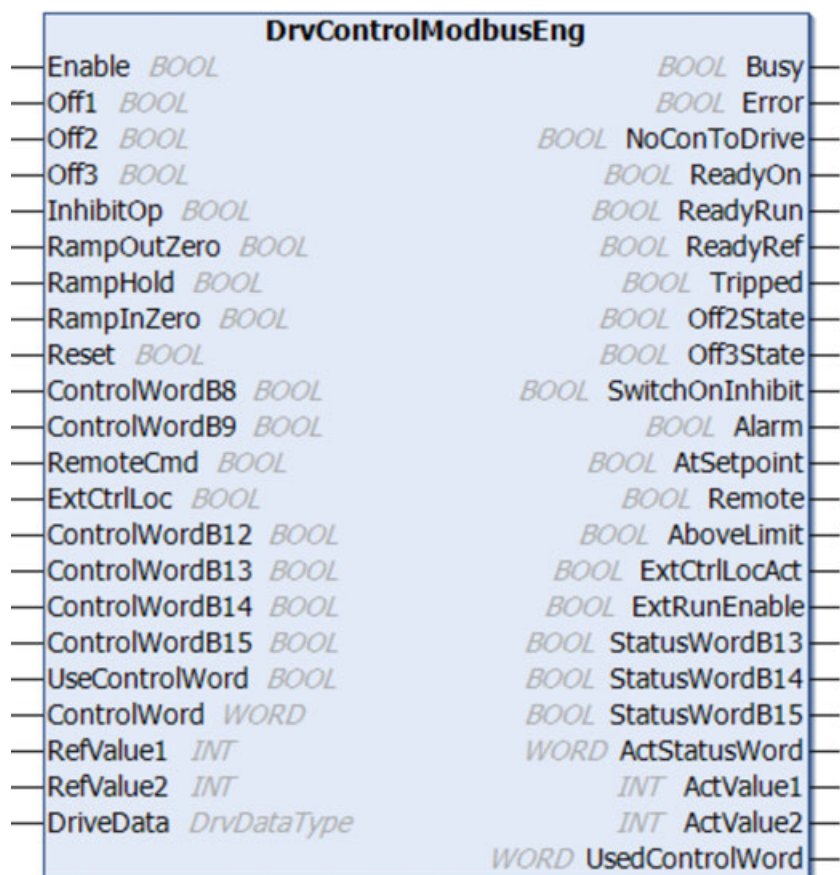 DrvControlModbusEng
Enable BOOL BOOL Busy
Off1 BOOL BOOL Error
Off2 BOOL BOOL NoConToDrive
Off3 BOOL BOOL ReadyOn
InhibitOp BOOL BOOL ReadyRun
RampOutZero BOOL BOOL ReadyRef
RampHold BOOL BOOL Tripped
RampInZero BOOL BOOL Off2State
Reset BOOL BOOL Off3State
ControlWordB8 BOOL BOOL SwitchOnInhibit
ControlWordB9 BOOL BOOL Alarm
RemoteCmd BOOL BOOL AtSetpoint
ExtCtrlLoc BOOL BOOL Remote
ControlWordB12 BOOL BOOL AboveLimit
ControlWordB13 BOOL BOOL ExtCtrlLocAct
ControlWordB14 BOOL BOOL ExtRunEnable
ControlWordB15 BOOL BOOL StatusWordB13
UseControlWord BOOL BOOL StatusWordB14
ControlWord WORD BOOL StatusWordB15
RefValue1 INT WORD ActStatusWord
RefValue2 INT INT ActValue1
DriveData DrvDataType INT ActValue2
WORD UsedControlWord